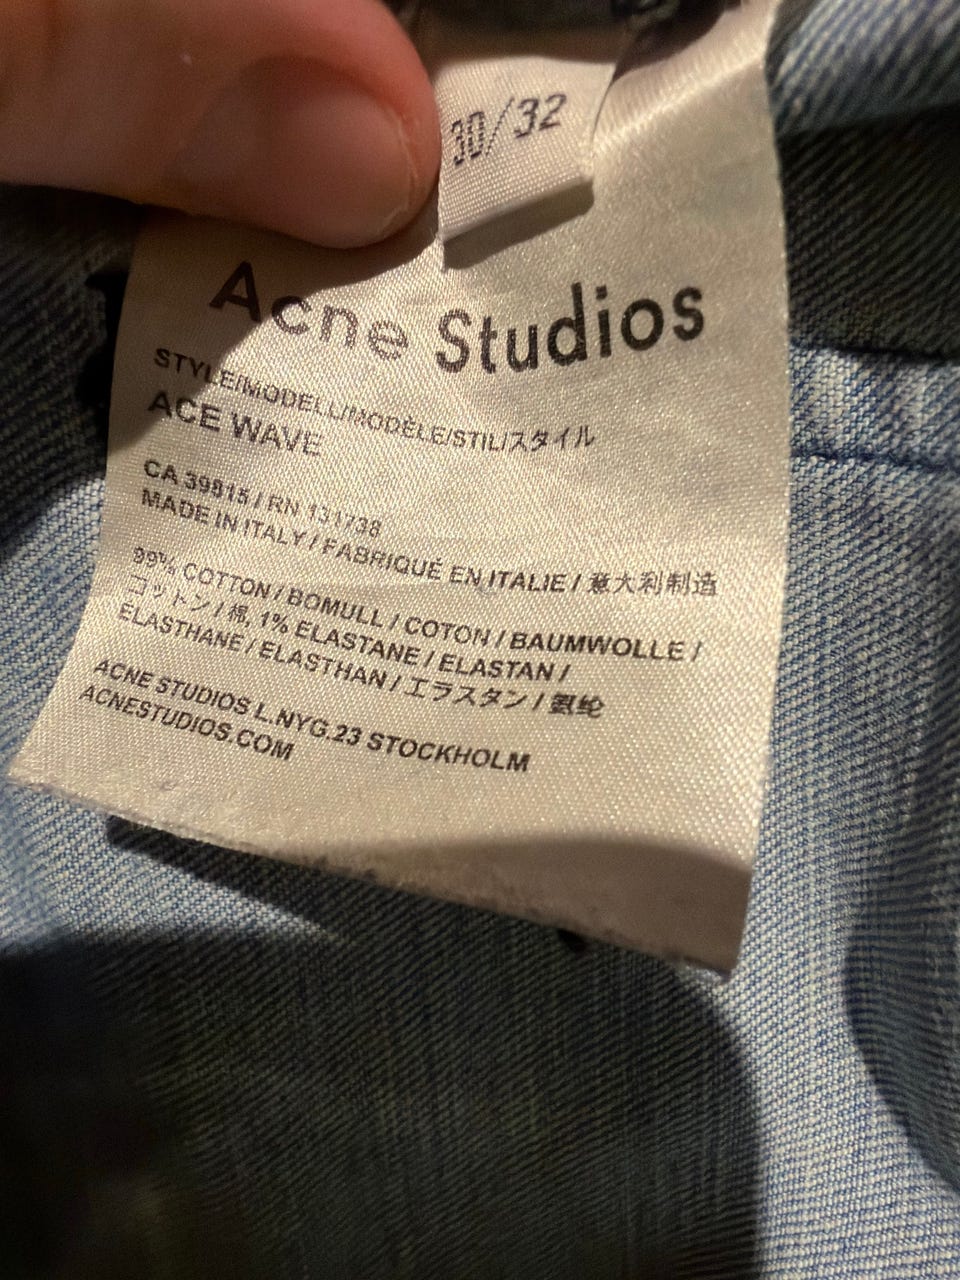 30/32
Acne Studios
STYLE/MODELL/MODÈLE/STIL/スタイル
ACE WAVE
CA 39815 / RN 131738
MADE IN ITALY / FABRIQUÉ EN ITALIE / 意大利制造
99% COTTON / BOMULL / COTON / BAUMWOLLE /
コットン / 棉, 1% ELASTANE / ELASTAN /
ELASTHANE / ELASTHAN / エラスタン / 氨纶
ACNE STUDIOS L.NYG.23 STOCKHOLM
ACNESTUDIOS.COM